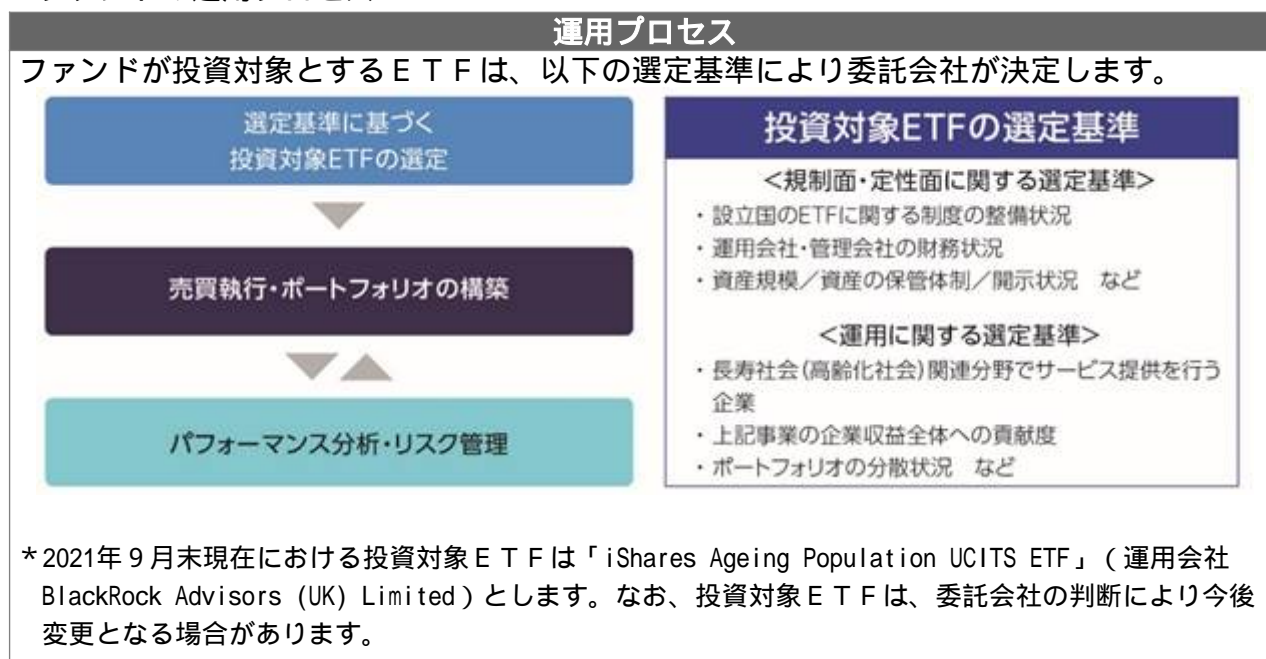 運用プロセス
ファンドが投資対象とするＥＴＦは、以下の選定基準により委託会社が決定します。
選定基準に基づく
投資対象ETFの選定
売買執行・ポートフォリオの構築
パフォーマンス分析・リスク管理
投資対象ETFの選定基準
＜規制面・定性面に関する選定基準＞
・設立国のETFに関する制度の整備状況
・運用会社・管理会社の財務状況
・資産規模／資産の保管体制／開示状況　など
＜運用に関する選定基準＞
・長寿社会(高齢化社会)関連分野でサービス提供を行う
企業
・上記事業の企業収益全体への貢献度
・ポートフォリオの分散状況　など
＊2021年９月末現在における投資対象ＥＴＦは「iShares Ageing Population UCITS ETF」（運用会社
BlackRock Advisors (UK) Limited）とします。なお、投資対象ＥＴＦは、委託会社の判断により今後
変更となる場合があります。